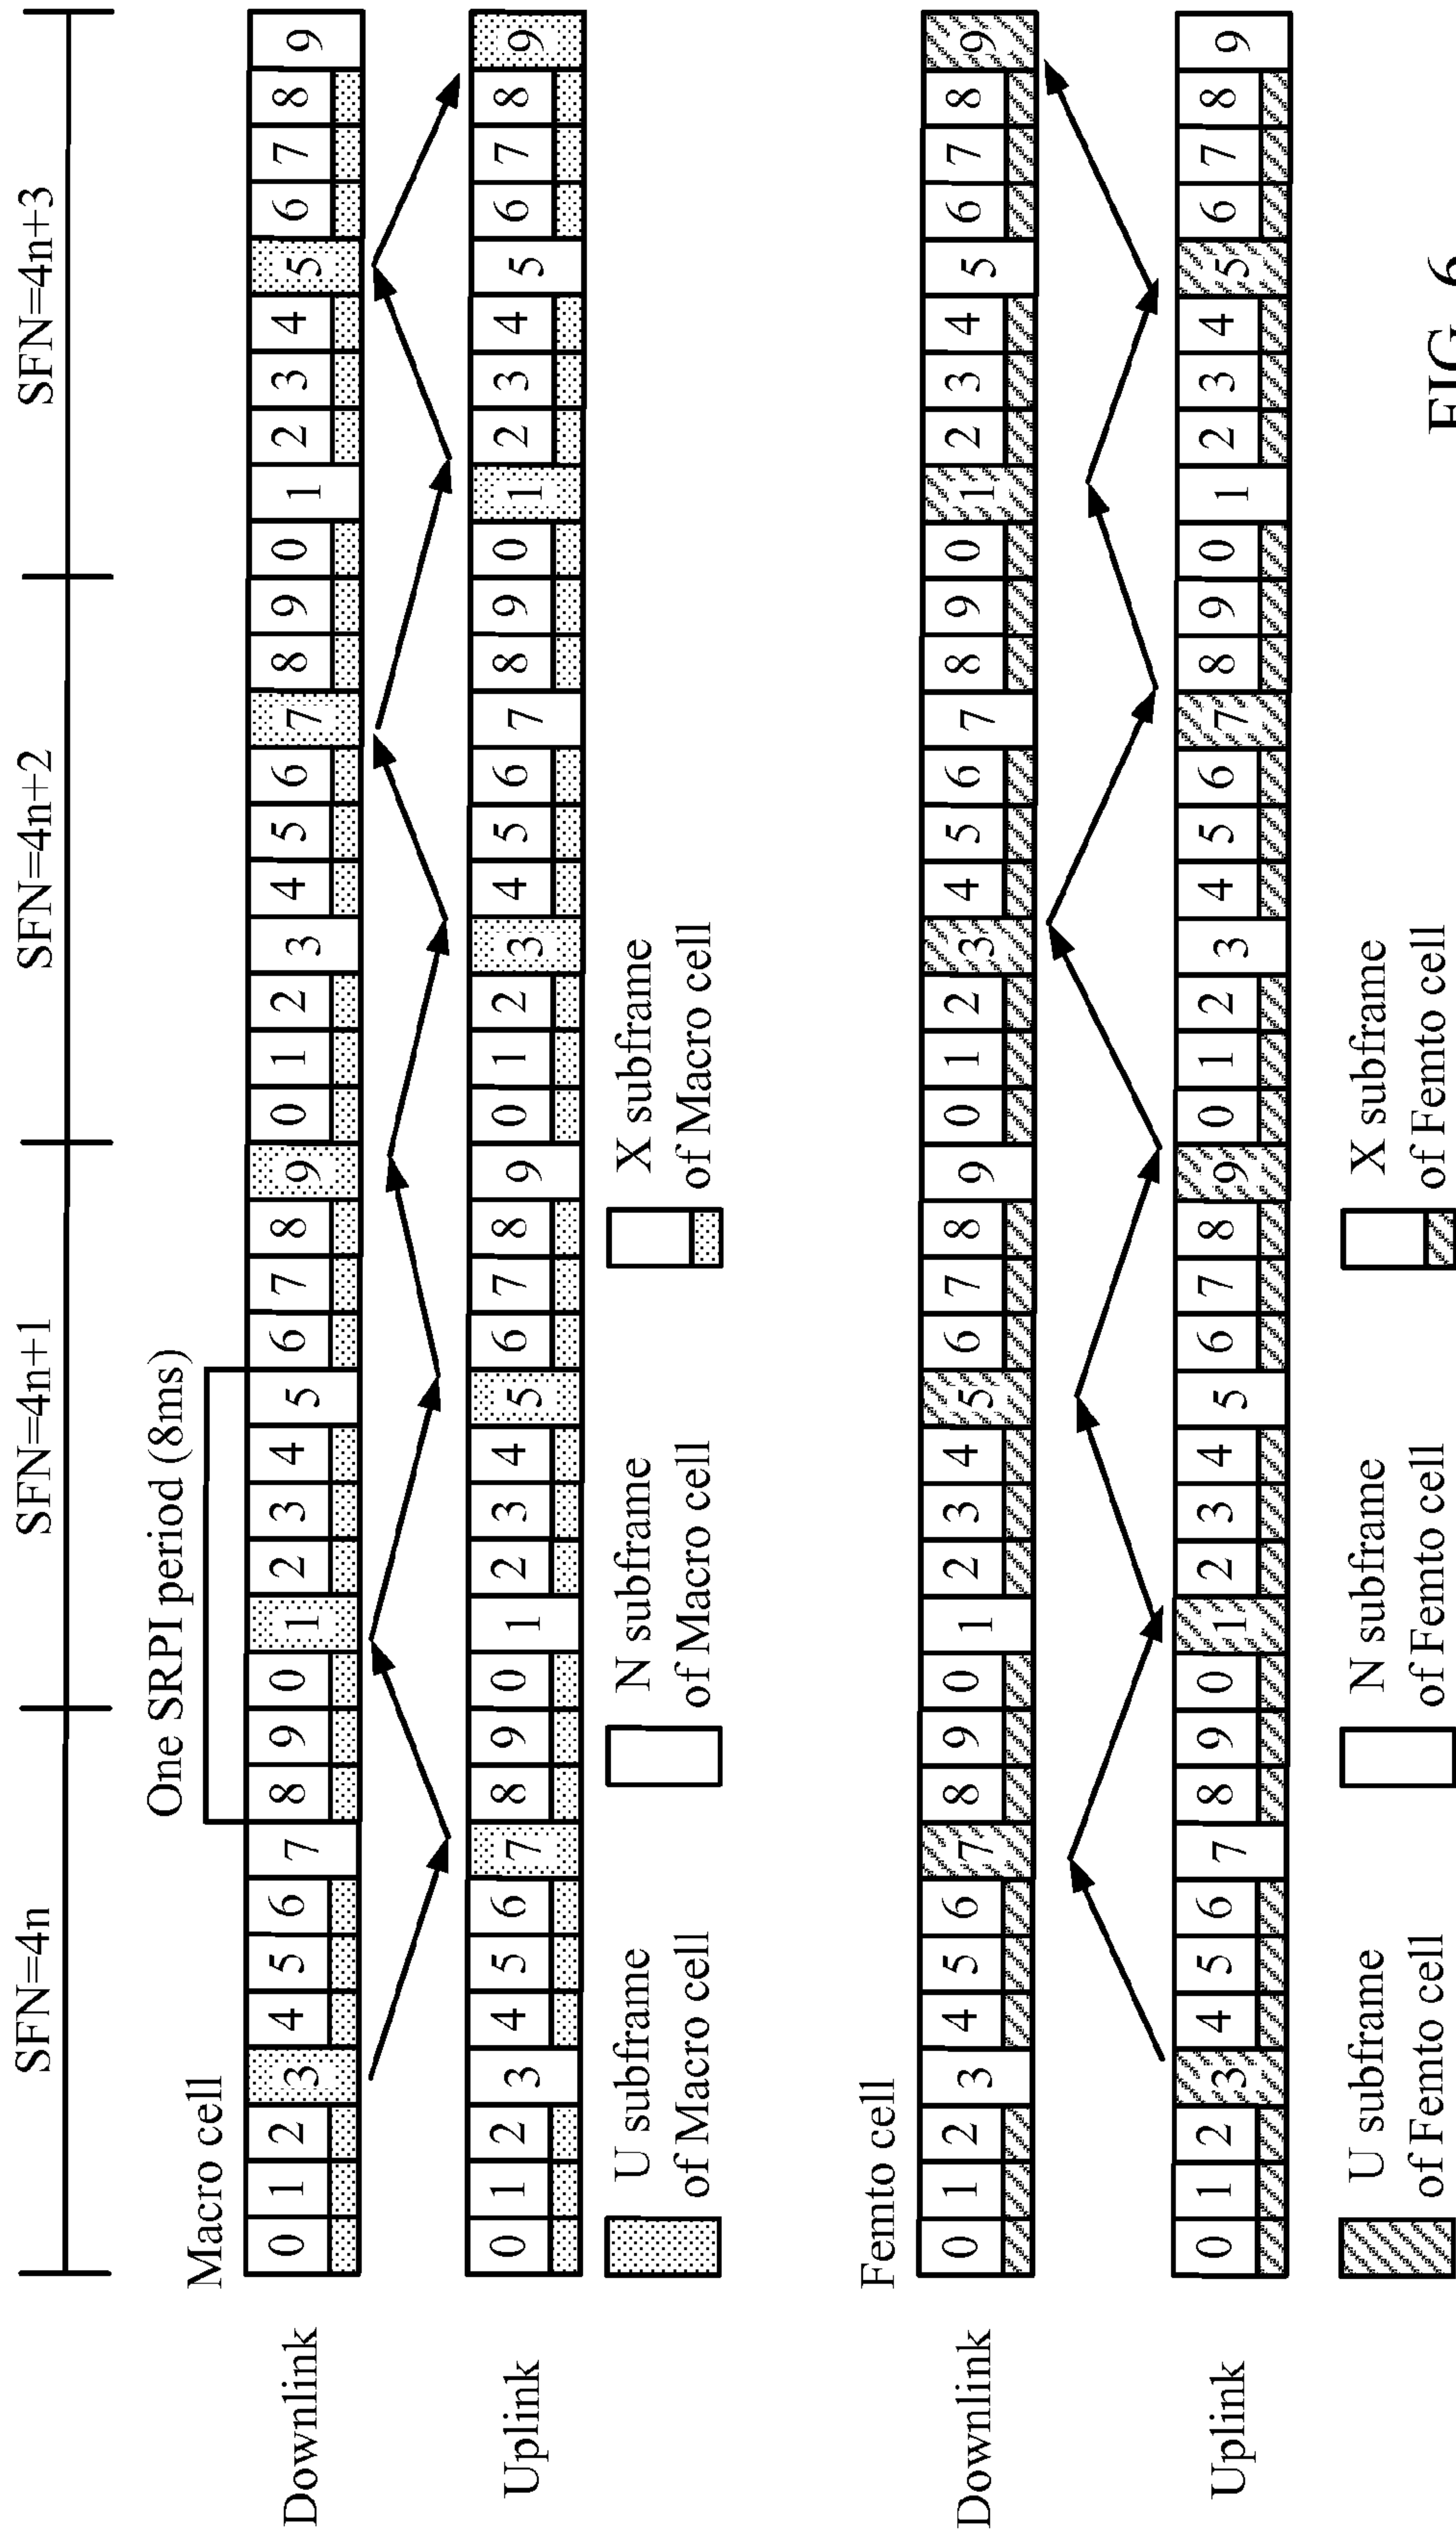 SFN=4n SFN=4n+1 SFN=4n+2 SFN=4n+3
One SRPI period (8ms)
Macro cell
Downlink 0 1 2 3 4 5 6 7 8 9 0 1 2 3 4 5 6 7 8 9 0 1 2 3 4 5 6 7 8 9 0 1 2 3 4 5 6 7 8 9
Uplink 0 1 2 3 4 5 6 7 8 9 0 1 2 3 4 5 6 7 8 9 0 1 2 3 4 5 6 7 8 9 0 1 2 3 4 5 6 7 8 9
U subframe
of Macro cell
N subframe
of Macro cell
X subframe
of Macro cell
Femto cell
Downlink 0 1 2 3 4 5 6 7 8 9 0 1 2 3 4 5 6 7 8 9 0 1 2 3 4 5 6 7 8 9 0 1 2 3 4 5 6 7 8 9
Uplink 0 1 2 3 4 5 6 7 8 9 0 1 2 3 4 5 6 7 8 9 0 1 2 3 4 5 6 7 8 9 0 1 2 3 4 5 6 7 8 9
U subframe
of Femto cell
N subframe
of Femto cell
X subframe
of Femto cell
FIG. 6